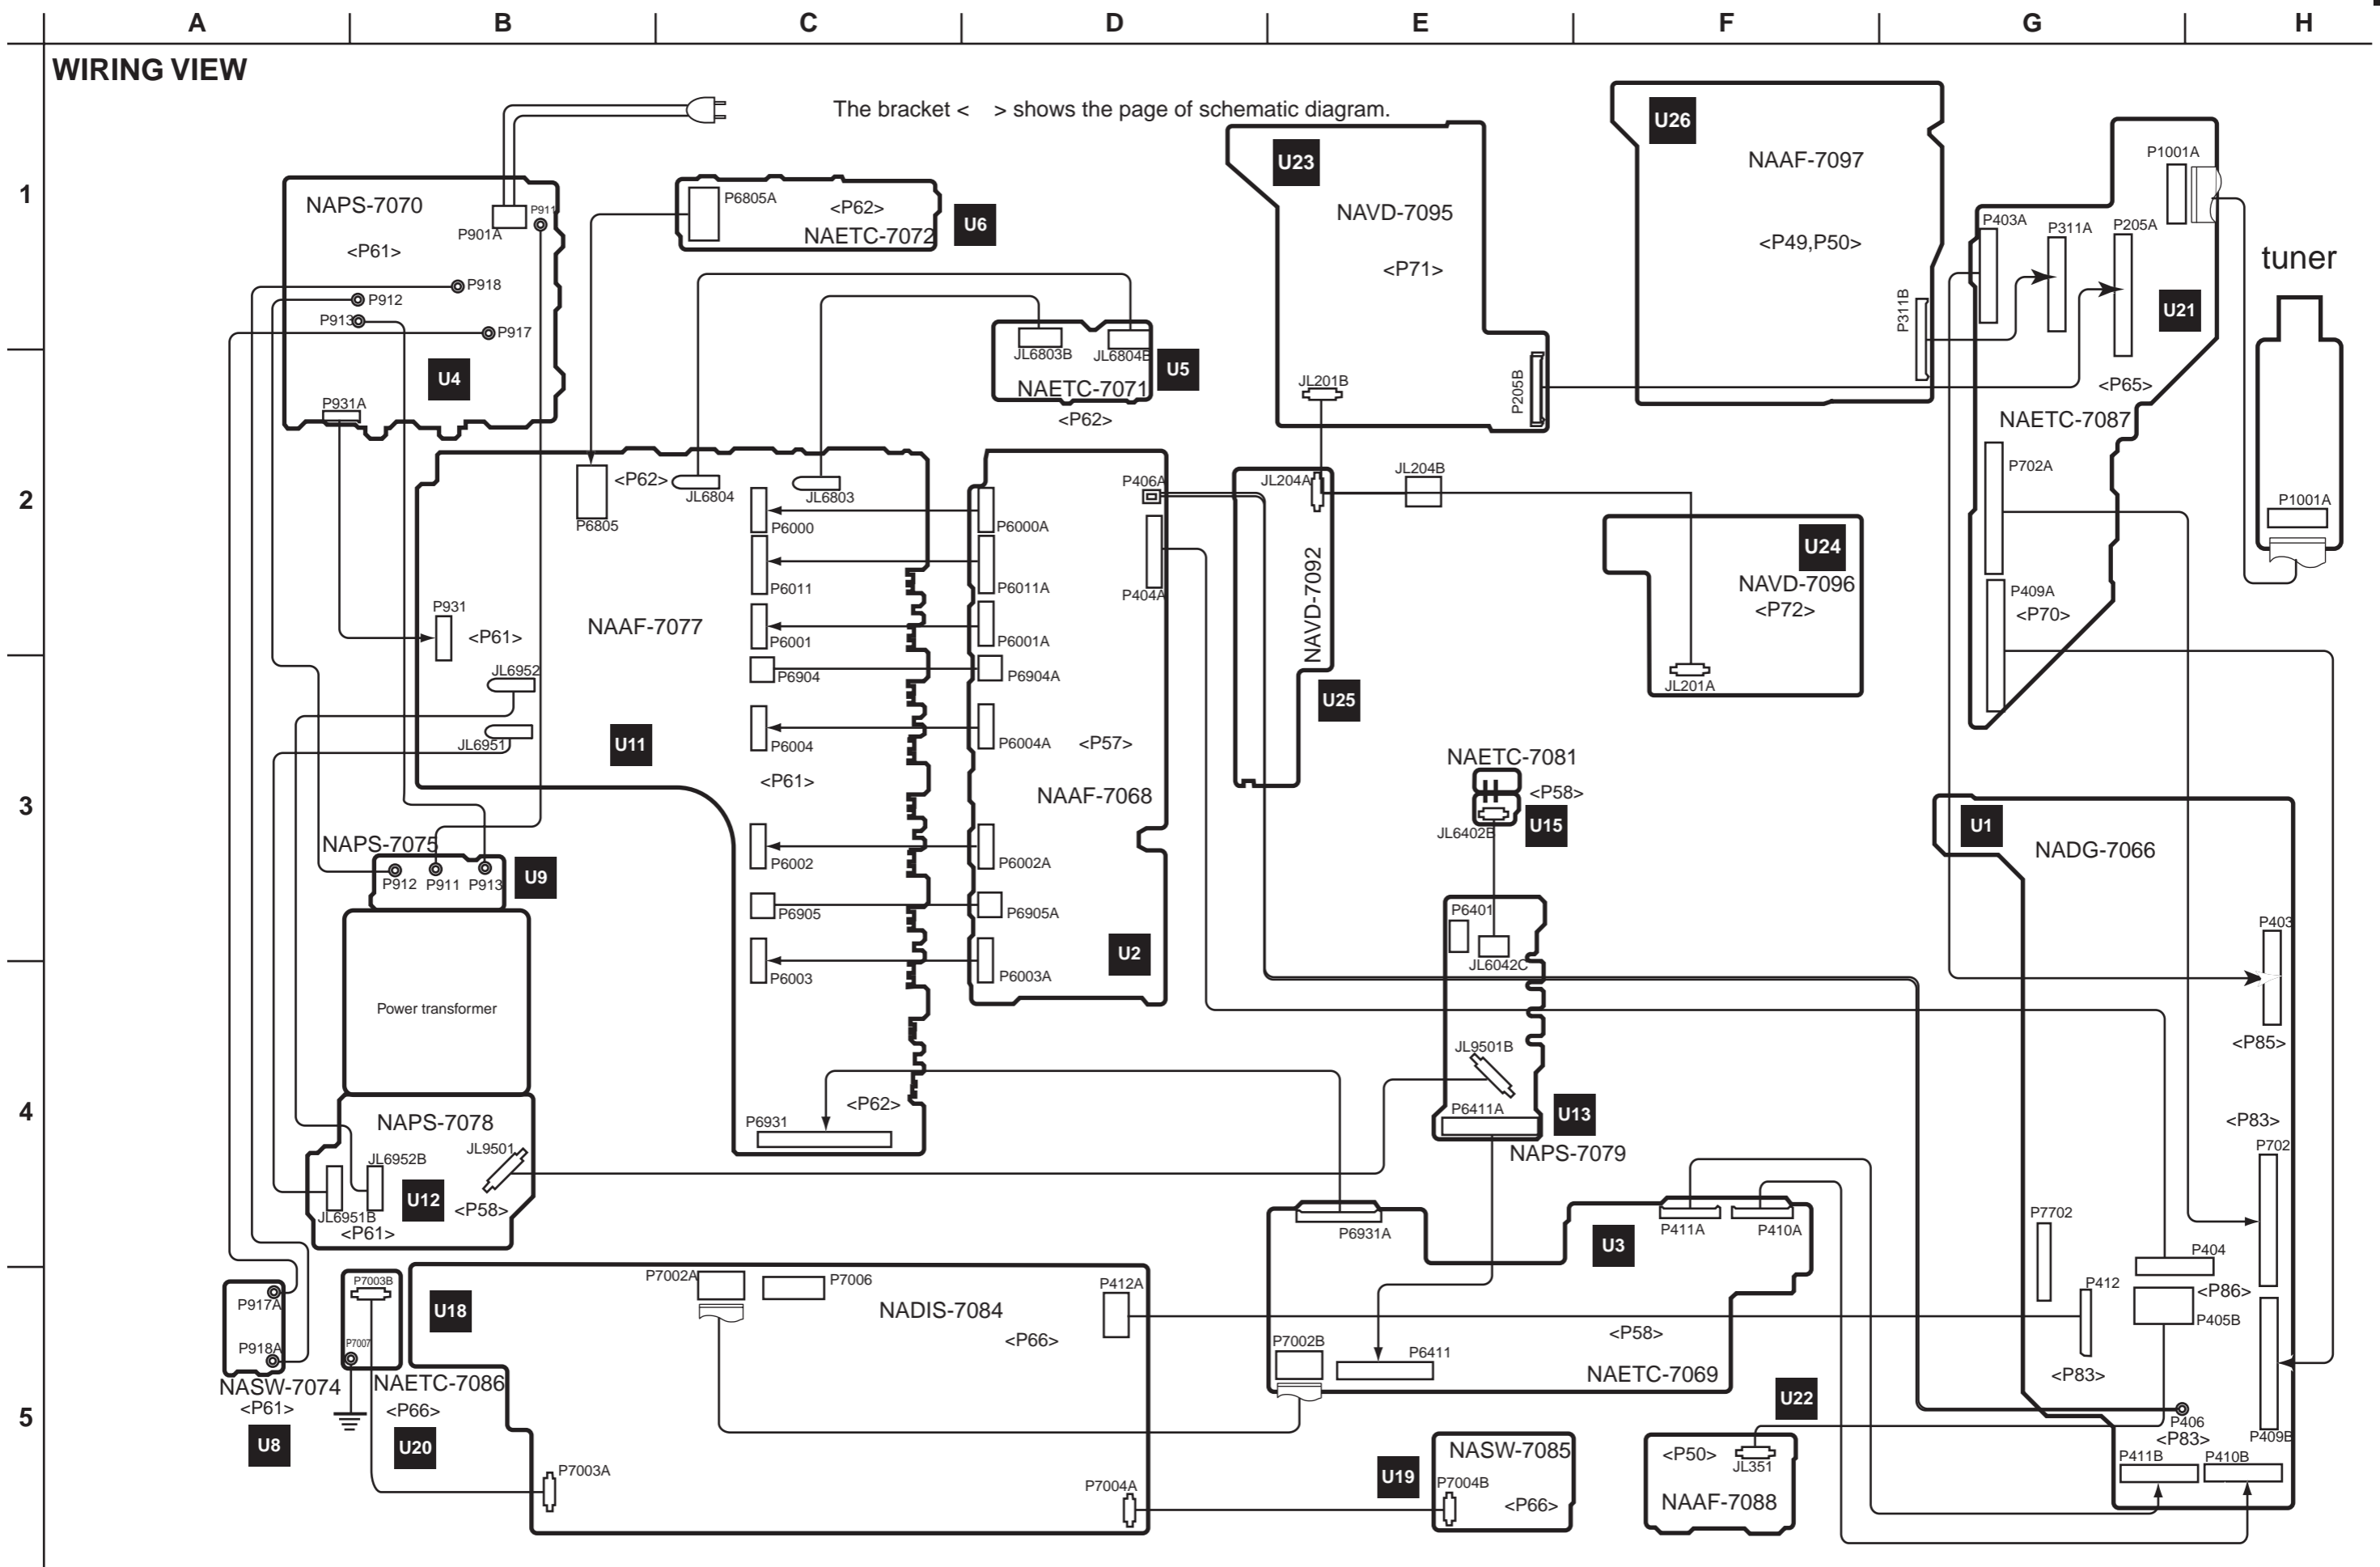 A B C D E F G H
WIRING VIEW
The bracket <    > shows the page of schematic diagram.
1
2
3
4
5
NAPS-7070
<P61>
P901A
P911
P918
P912
P913
P917
U4
P931A
P6805A
<P62>
NAETC-7072
U6
JL6803B
JL6804B
U5
NAETC-7071
<P62>
U23
NAVD-7095
<P71>
JL201B
P205B
U26
NAAF-7097
<P49,P50>
P311B
P1001A
P403A
P311A
P205A
U21
<P65>
NAETC-7087
P702A
P409A
<P70>
tuner
P1001A
<P62>
P6805
JL6804
JL6803
P6000
P6011
P931
<P61>
NAAF-7077
P6001
P6904
JL6952
JL6951
U11
P6004
<P61>
P6002
P6905
P6003
<P62>
P6931
P406A
P6000A
P6011A
P404A
P6001A
P6904A
P6004A
<P57>
NAAF-7068
P6002A
P6905A
U2
P6003A
JL204A
JL204B
NAVD-7092
U25
U24
NAVD-7096
<P72>
JL201A
NAETC-7081
<P58>
JL6402B
U15
P6401
JL6042C
JL9501B
P6411A
U13
NAPS-7079
U1
NADG-7066
P403
<P85>
<P83>
P702
P7702
P404
P412
<P86>
P405B
<P83>
P406
<P83>
P409B
P411B
P410B
NAPS-7075
P912
P911
P913
U9
Power transformer
NAPS-7078
JL9501
JL6952B
U12
<P58>
JL6951B
<P61>
P917A
P918A
NASW-7074
<P61>
U8
P7003B
P7007
NAETC-7086
<P66>
U20
U18
P7002A
P7006
NADIS-7084
<P66>
P412A
P7003A
P7004A
P6931A
U3
P411A
P410A
P7002B
P6411
<P58>
NAETC-7069
U19
NASW-7085
P7004B
<P66>
U22
<P50>
JL351
NAAF-7088